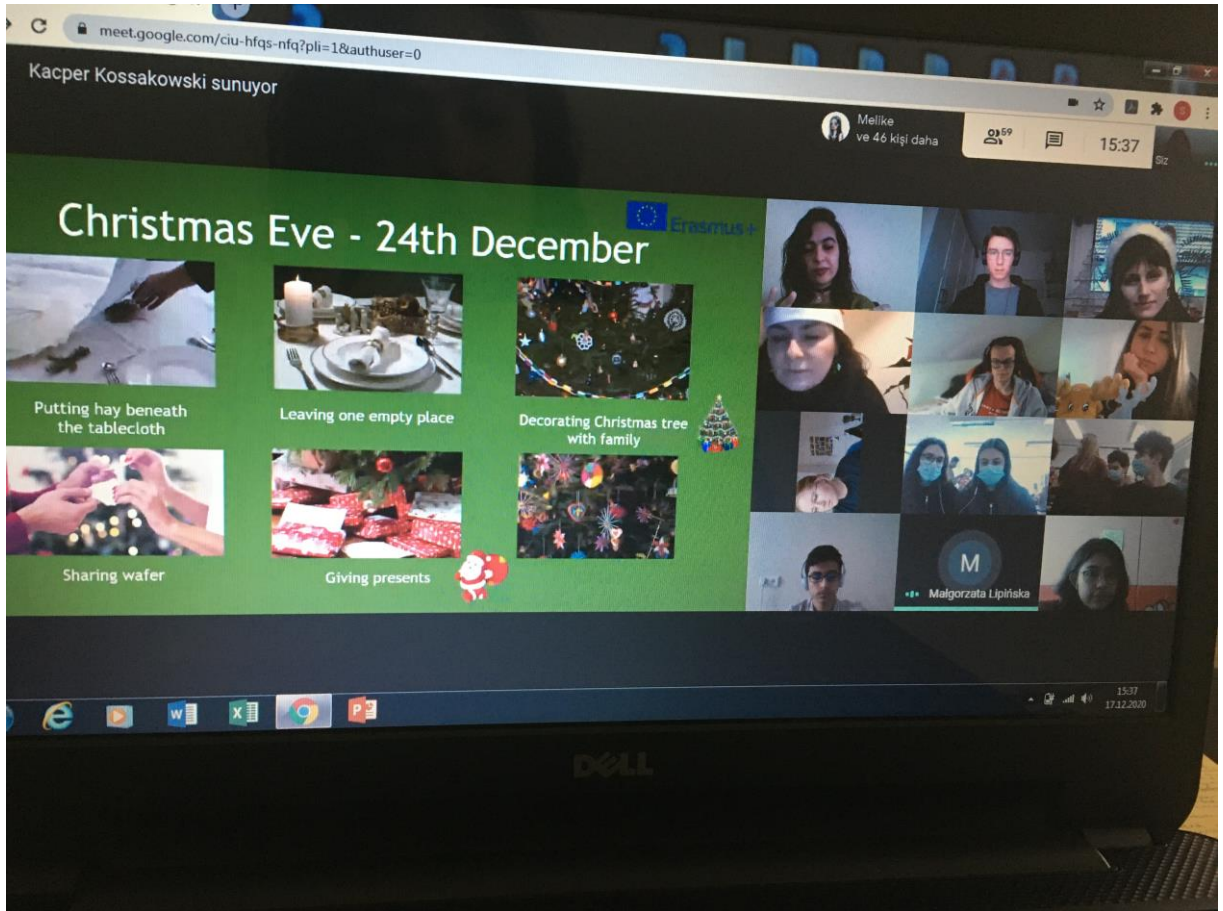 meet.google.com/ciu-hfqs-nfq?pli=1&authuser=0
Kacper Kossakowski sunuyor
Melike
ve 46 kişi daha
59
15:37
Siz
Christmas Eve - 24th December
Erasmus+
Putting hay beneath
the tablecloth
Leaving one empty place
Decorating Christmas tree
with family
Sharing wafer
Giving presents
M
Małgorzata Lipińska
15:37
17.12.2020
DELL